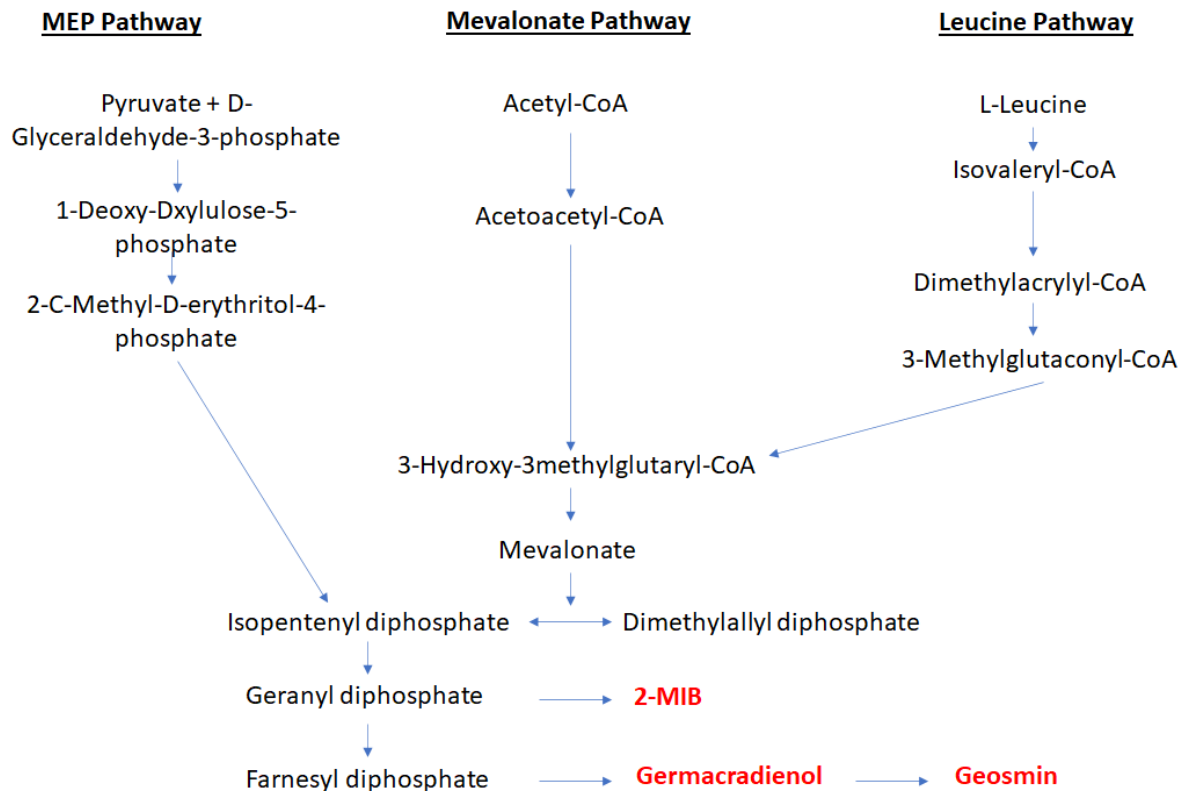 MEP Pathway
Mevalonate Pathway
Leucine Pathway
Pyruvate + D-
Glyceraldehyde-3-phosphate
Acetyl-CoA
L-Leucine
Isovaleryl-CoA
1-Deoxy-Dxylulose-5-
phosphate
Acetoacetyl-CoA
Dimethylacrylyl-CoA
2-C-Methyl-D-erythritol-4-
phosphate
3-Methylglutaconyl-CoA
3-Hydroxy-3methylglutaryl-CoA
Mevalonate
Isopentenyl diphosphate
Dimethylallyl diphosphate
Geranyl diphosphate
2-MIB
Farnesyl diphosphate
Germacradienol
Geosmin